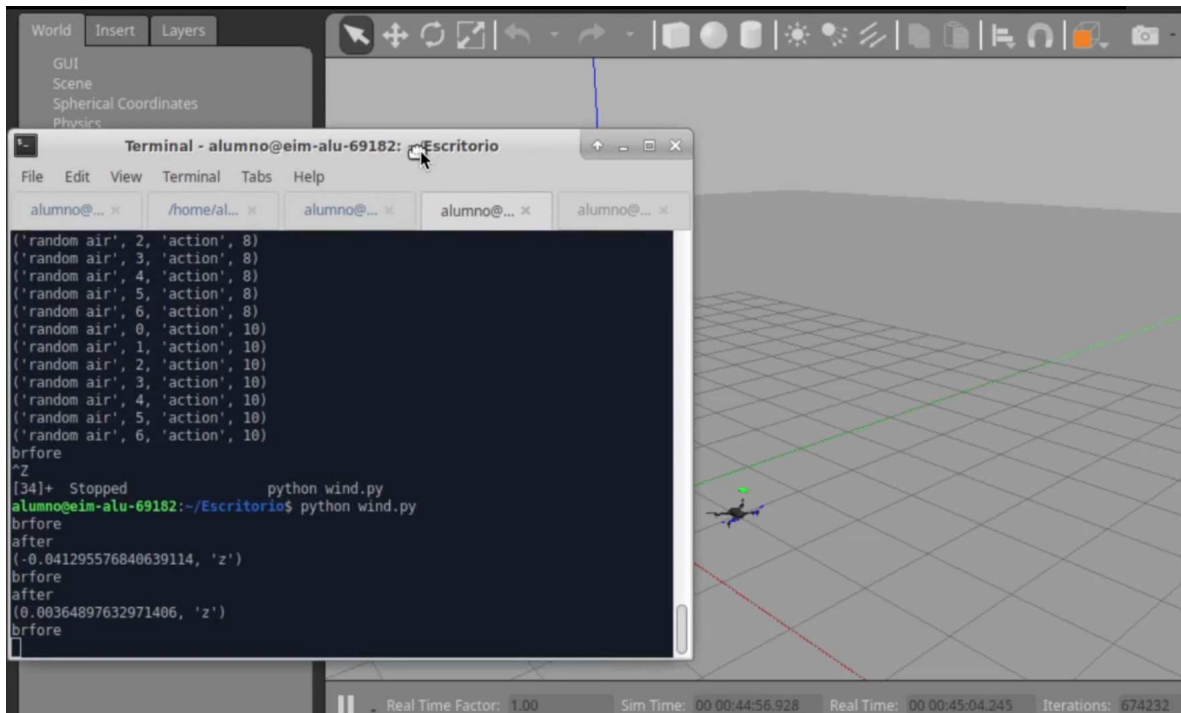 World Insert Layers
GUI
Scene
Spherical Coordinates
Physics
Terminal - alumno@eim-alu-69182: ~/Escritorio
File Edit View Terminal Tabs Help
alumno@... /home/al... alumno@... alumno@... alumno@...
('random air', 2, 'action', 8)
('random air', 3, 'action', 8)
('random air', 4, 'action', 8)
('random air', 5, 'action', 8)
('random air', 6, 'action', 8)
('random air', 0, 'action', 10)
('random air', 1, 'action', 10)
('random air', 2, 'action', 10)
('random air', 3, 'action', 10)
('random air', 4, 'action', 10)
('random air', 5, 'action', 10)
('random air', 6, 'action', 10)
brfore
^Z
[34]+ Stopped python wind.py
alumno@eim-alu-69182:~/Escritorio$ python wind.py
brfore
after
(-0.041295576840639114, 'z')
brfore
after
(0.00364897632971406, 'z')
brfore
Real Time Factor: 1.00 Sim Time: 00 00:44:56.928 Real Time: 00 00:45:04.245 Iterations: 674232